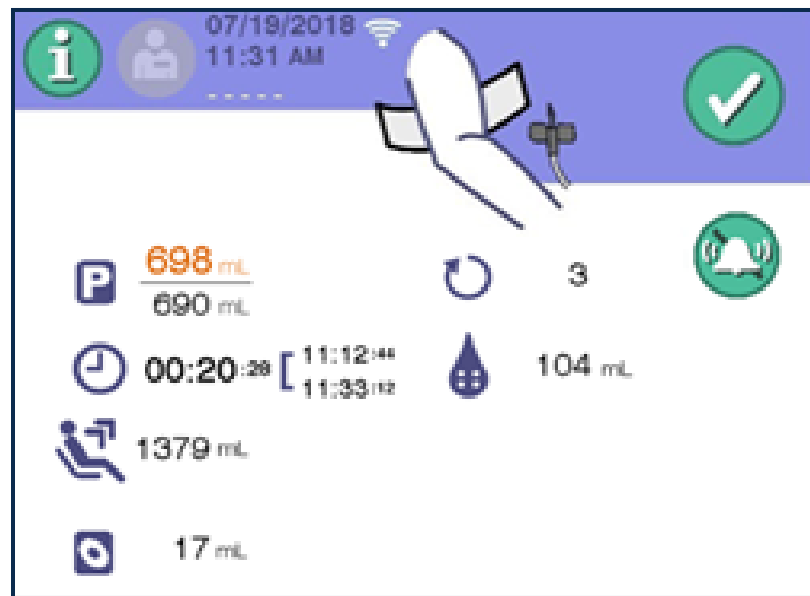 07/19/2018
11:31 AM
-----
P
698 mL
690 mL
3
00:20:28 [ 11:12:44
11:33:12
104 mL
1379 mL
17 mL